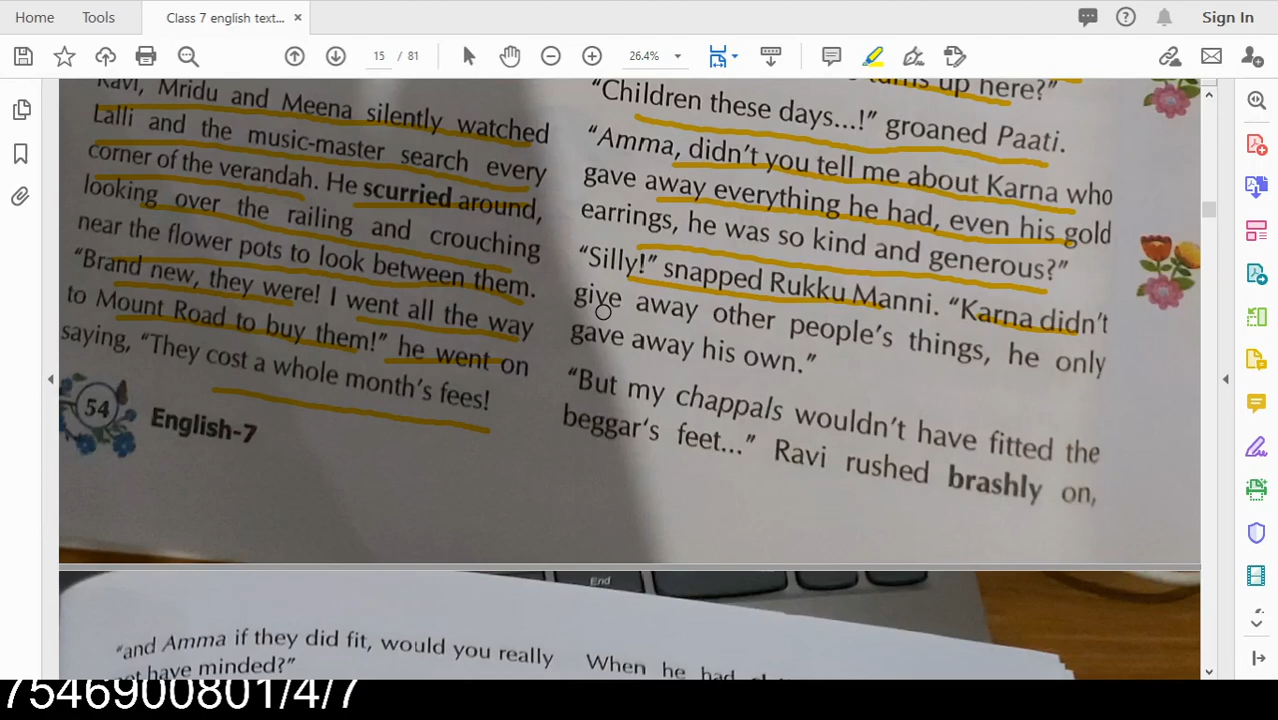 Home
Tools
Class 7 english text...
Sign In
15 / 81
26.4%
Ravi, Mridu and Meena silently watched
Lalli and the music-master search every
corner of the verandah. He scurried around,
looking over the railing and crouching
near the flower pots to look between them.
"Brand new, they were! I went all the way
to Mount Road to buy them!" he went on
saying, "They cost a whole month's fees!
54
English-7
turns up here?"
"Children these days...!" groaned Paati.
"Amma, didn't you tell me about Karna who
gave away everything he had, even his gold
earrings, he was so kind and generous?"
"Silly!" snapped Rukku Manni. "Karna didn't
give away other people's things, he only
gave away his own."
"But my chappals wouldn't have fitted the
beggar's feet..." Ravi rushed brashly on,
End
"and Amma if they did fit, would you really
not have minded?"
When he had
7546900801/4/7